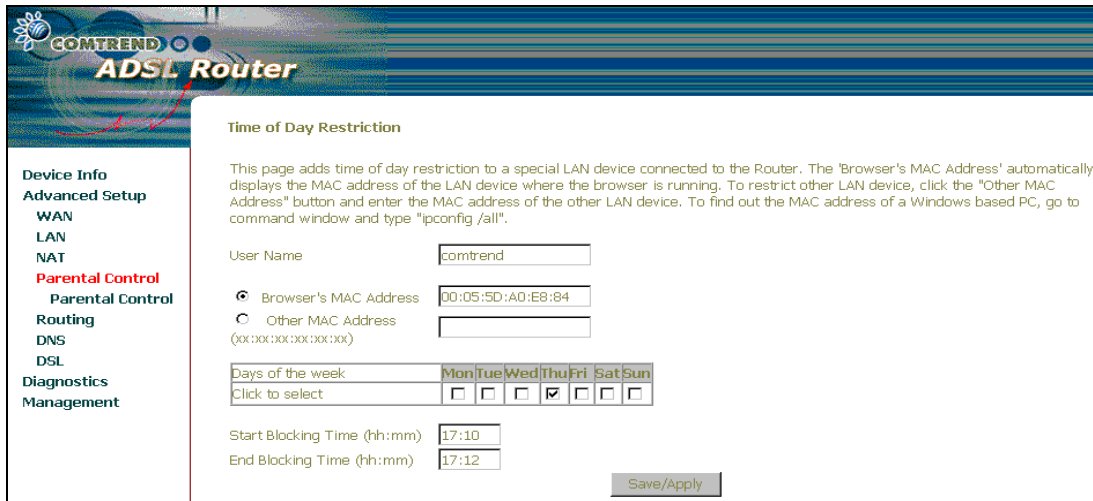 COMTREND
ADSL Router
Device Info
Advanced Setup
WAN
LAN
NAT
Parental Control
Parental Control
Routing
DNS
DSL
Diagnostics
Management
Time of Day Restriction
This page adds time of day restriction to a special LAN device connected to the Router. The 'Browser's MAC Address' automatically
displays the MAC address of the LAN device where the browser is running. To restrict other LAN device, click the "Other MAC
Address" button and enter the MAC address of the other LAN device. To find out the MAC address of a Windows based PC, go to
command window and type "ipconfig /all".
User Name comtrend
Browser's MAC Address 00:05:5D:A0:E8:84
Other MAC Address
(xx:xx:xx:xx:xx:xx)
Days of the week Mon Tue Wed Thu Fri Sat Sun
Click to select
Start Blocking Time (hh:mm) 17:10
End Blocking Time (hh:mm) 17:12
Save/Apply